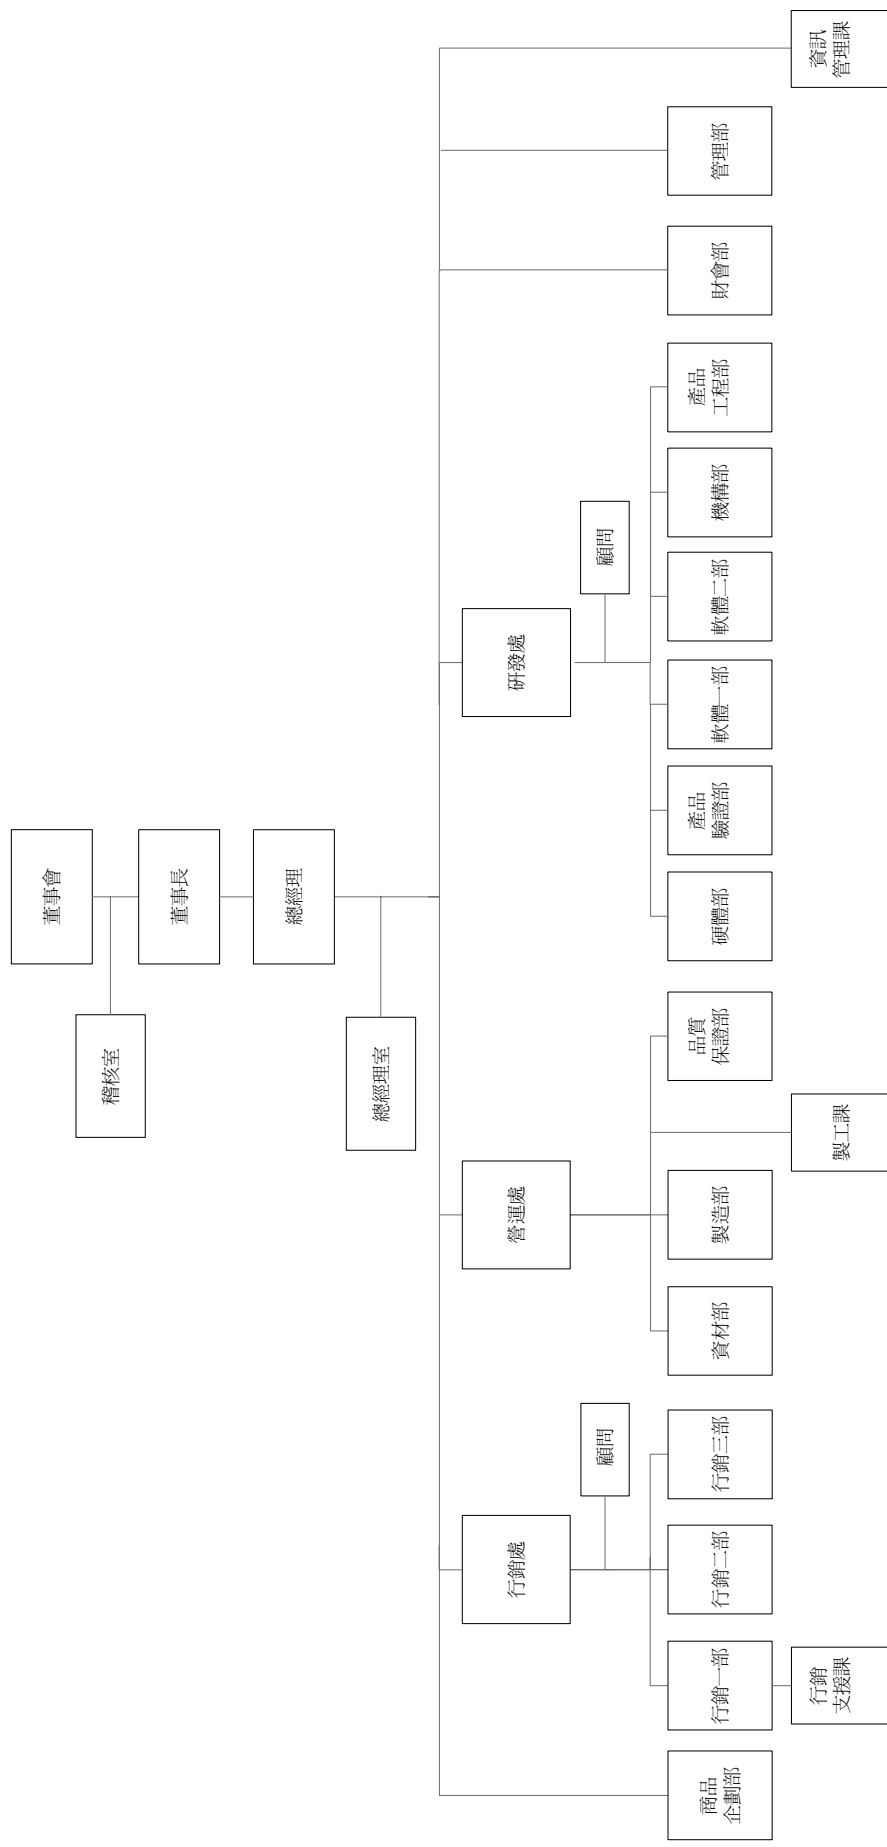 董事會
稽核室
董事長
總經理
總經理室
商品
企劃部
行銷處
顧問
行銷一部
行銷二部
行銷三部
行銷
支援課
營運處
資材部
製造部
製工課
品質
保證部
研發處
顧問
硬體部
產品
驗證部
軟體一部
軟體二部
機構部
產品
工程部
財會部
管理部
資訊
管理課